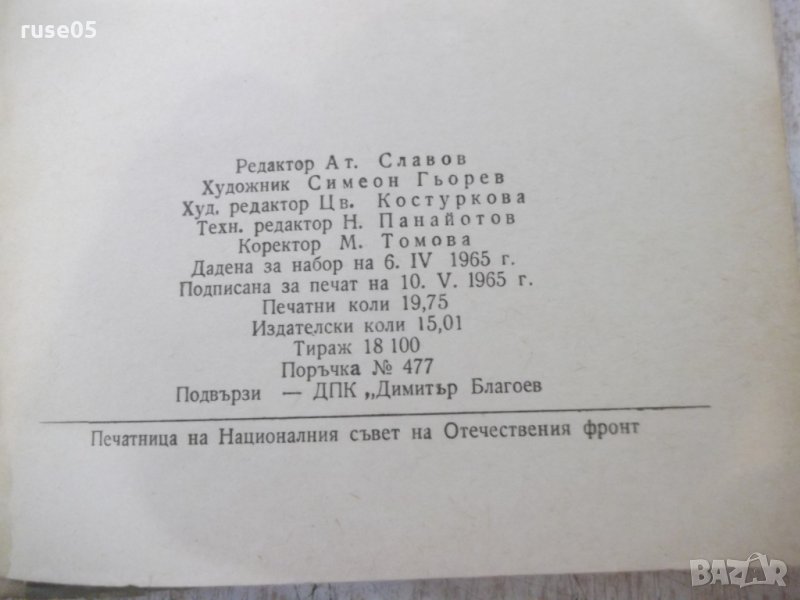 ruse05
Редактор Ат. Славов
Художник Симеон Гьорев
Худ. редактор Цв. Костуркова
Техн. редактор Н. Панайотов
Коректор М. Томова
Дадена за набор на 6. IV 1965 г.
Подписана за печат на 10. V. 1965 г.
Печатни коли 19,75
Издателски коли 15,01
Тираж 18 100
Поръчка № 477
Подвързи — ДПК „Димитър Благоев
Печатница на Националния съвет на Отечествения фронт
BAZAR.bg